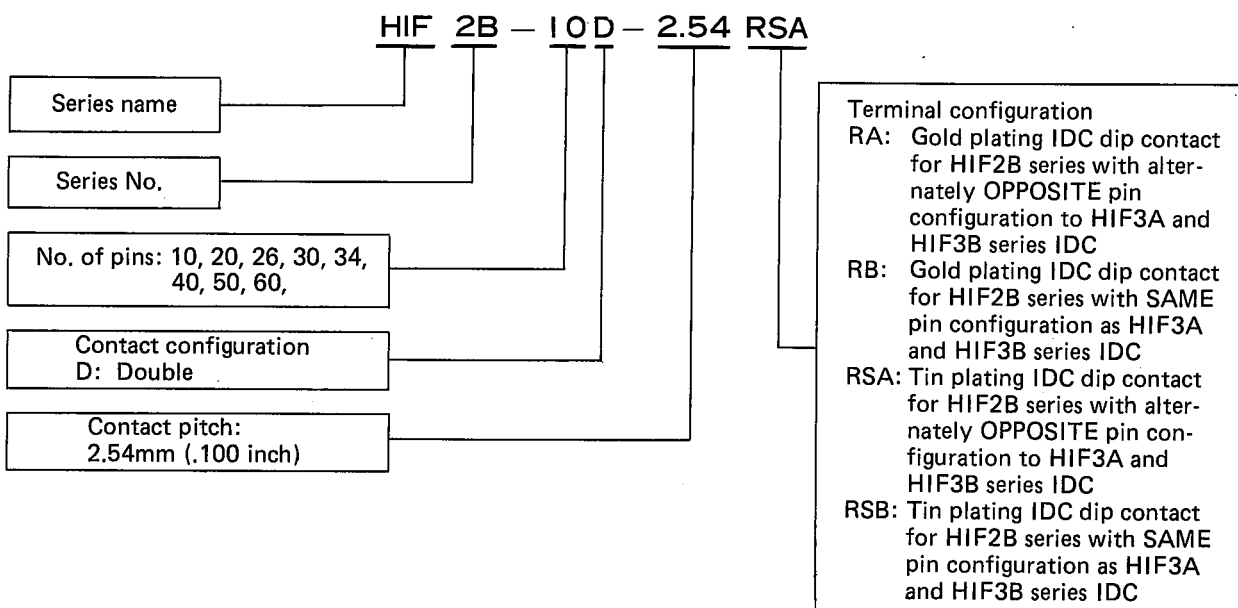 HIF 2B – 10 D – 2.54 RSA
Series name
Series No.
No. of pins: 10, 20, 26, 30, 34,
40, 50, 60,
Contact configuration
D: Double
Contact pitch:
2.54mm (.100 inch)
Terminal configuration
RA: Gold plating IDC dip contact
for HIF2B series with alter-
nately OPPOSITE pin
configuration to HIF3A and
HIF3B series IDC
RB: Gold plating IDC dip contact
for HIF2B series with SAME
pin configuration as HIF3A
and HIF3B series IDC
RSA: Tin plating IDC dip contact
for HIF2B series with alter-
nately OPPOSITE pin con-
figuration to HIF3A and
HIF3B series IDC
RSB: Tin plating IDC dip contact
for HIF2B series with SAME
pin configuration as HIF3A
and HIF3B series IDC